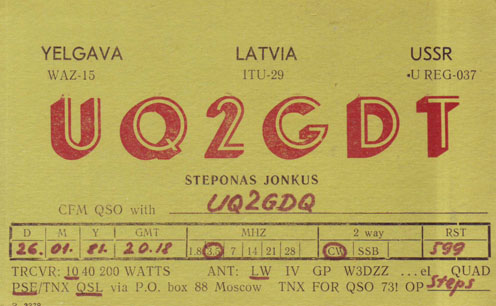 YELGAVA LATVIA USSR
WAZ-15 ITU-29 •U REG-037
UQ2GDT
STEPONAS JONKUS
CFM QSO with UQ2GDQ
D M Y GMT MHZ 2 way RST
26. 01. 81. 20.18 1.8 3.5 7 14 21 28 CW SSB 599
TRCVR: 10 40 200 WATTS ANT: LW IV GP W3DZZ ...el QUAD
PSE/TNX QSL via P.O. box 88 Moscow TNX FOR QSO 73! OP Steps